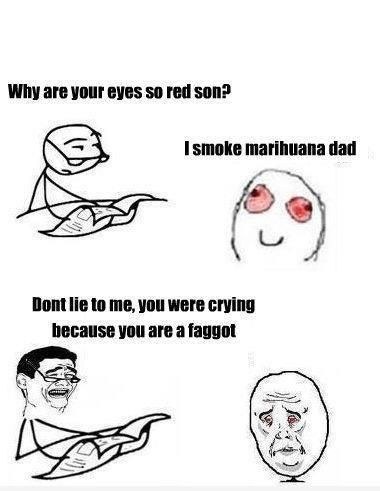 Why are your eyes so red son?
I smoke marihuana dad
Dont lie to me, you were crying
because you are a faggot